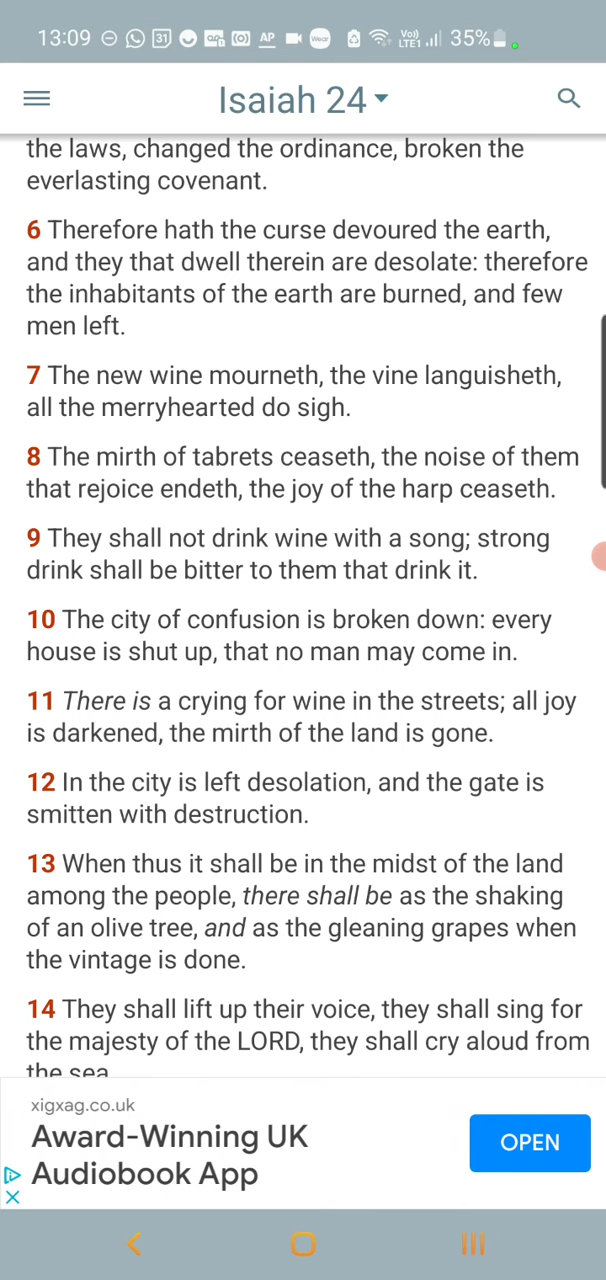 13:09 31 AP Wear Vo)) LTE1 35%
Isaiah 24
the laws, changed the ordinance, broken the
everlasting covenant.
6 Therefore hath the curse devoured the earth,
and they that dwell therein are desolate: therefore
the inhabitants of the earth are burned, and few
men left.
7 The new wine mourneth, the vine languisheth,
all the merryhearted do sigh.
8 The mirth of tabrets ceaseth, the noise of them
that rejoice endeth, the joy of the harp ceaseth.
9 They shall not drink wine with a song; strong
drink shall be bitter to them that drink it.
10 The city of confusion is broken down: every
house is shut up, that no man may come in.
11 There is a crying for wine in the streets; all joy
is darkened, the mirth of the land is gone.
12 In the city is left desolation, and the gate is
smitten with destruction.
13 When thus it shall be in the midst of the land
among the people, there shall be as the shaking
of an olive tree, and as the gleaning grapes when
the vintage is done.
14 They shall lift up their voice, they shall sing for
the majesty of the LORD, they shall cry aloud from
the sea
xigxag.co.uk
Award-Winning UK
Audiobook App
OPEN